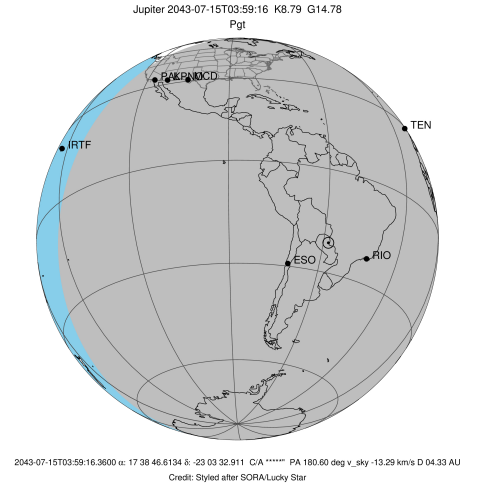 Jupiter 2043-07-15T03:59:16 K8.79 G14.78
Pgt
MCD
TEN
IRTF
RIO
ESO
2043-07-15T03:59:16.3600 α: 17 38 46.6134 δ: -23 03 32.911 C/A *****" PA 180.60 deg v_sky -13.29 km/s D 04.33 AU
Credit: Styled after SORA/Lucky Star